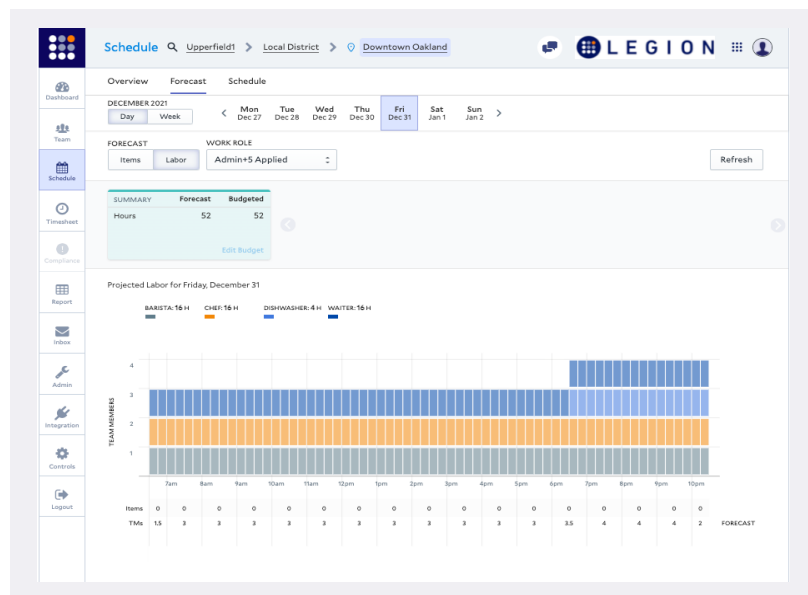 Schedule Upperfield1 Local District Downtown Oakland LEGION
Dashboard
Team
Schedule
Timesheet
Compliance
Report
Inbox
Admin
Integration
Controls
Logout
Overview Forecast Schedule
DECEMBER 2021
Day Week
Mon Tue Wed Thu Fri Sat Sun
Dec 27 Dec 28 Dec 29 Dec 30 Dec 31 Jan 1 Jan 2
FORECAST WORK ROLE
Items Labor Admin+5 Applied Refresh
SUMMARY Forecast Budgeted
Hours 52 52
Edit Budget
Projected Labor for Friday, December 31
BARISTA: 16 H CHEF: 16 H DISHWASHER: 4 H WAITER: 16 H
TEAM MEMBERS
4
3
2
1
7am 8am 9am 10am 11am 12pm 1pm 2pm 3pm 4pm 5pm 6pm 7pm 8pm 9pm 10pm
Items 0 0 0 0 0 0 0 0 0 0 0 0 0 0 0 0 0
TMs 1.5 3 3 3 3 3 3 3 3 3 3 3 3.5 4 4 4 2 FORECAST